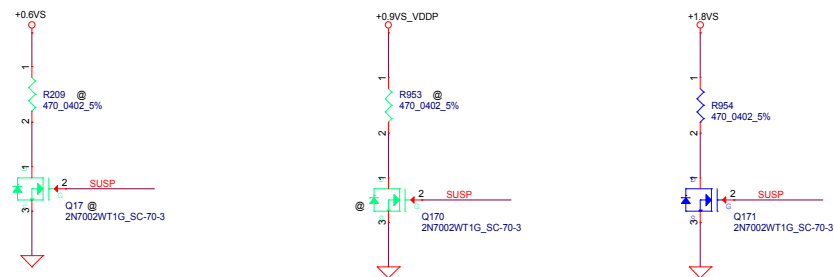 +0.6VS
+0.9VS_VDDP
+1.8VS
1
R209 @
470_0402_5%
2
1
R953 @
470_0402_5%
2
1
R954
470_0402_5%
2
1
D
2
SUSP
G
S
3
Q17 @
2N7002WT1G_SC-70-3
1
D
2
SUSP
G
S
3
@
Q170
2N7002WT1G_SC-70-3
1
D
2
SUSP
G
S
3
Q171
2N7002WT1G_SC-70-3